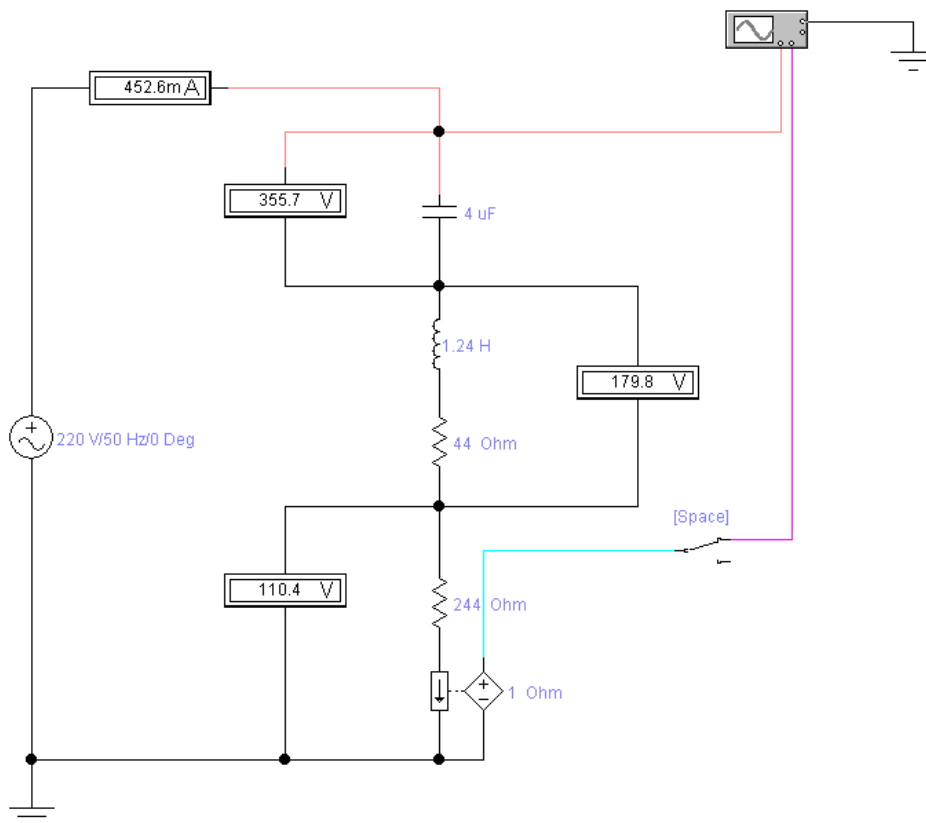 452.6m A
355.7 V
4 uF
1.24 H
179.8 V
220 V/50 Hz/0 Deg
44 Ohm
[Space]
110.4 V
244 Ohm
1 Ohm